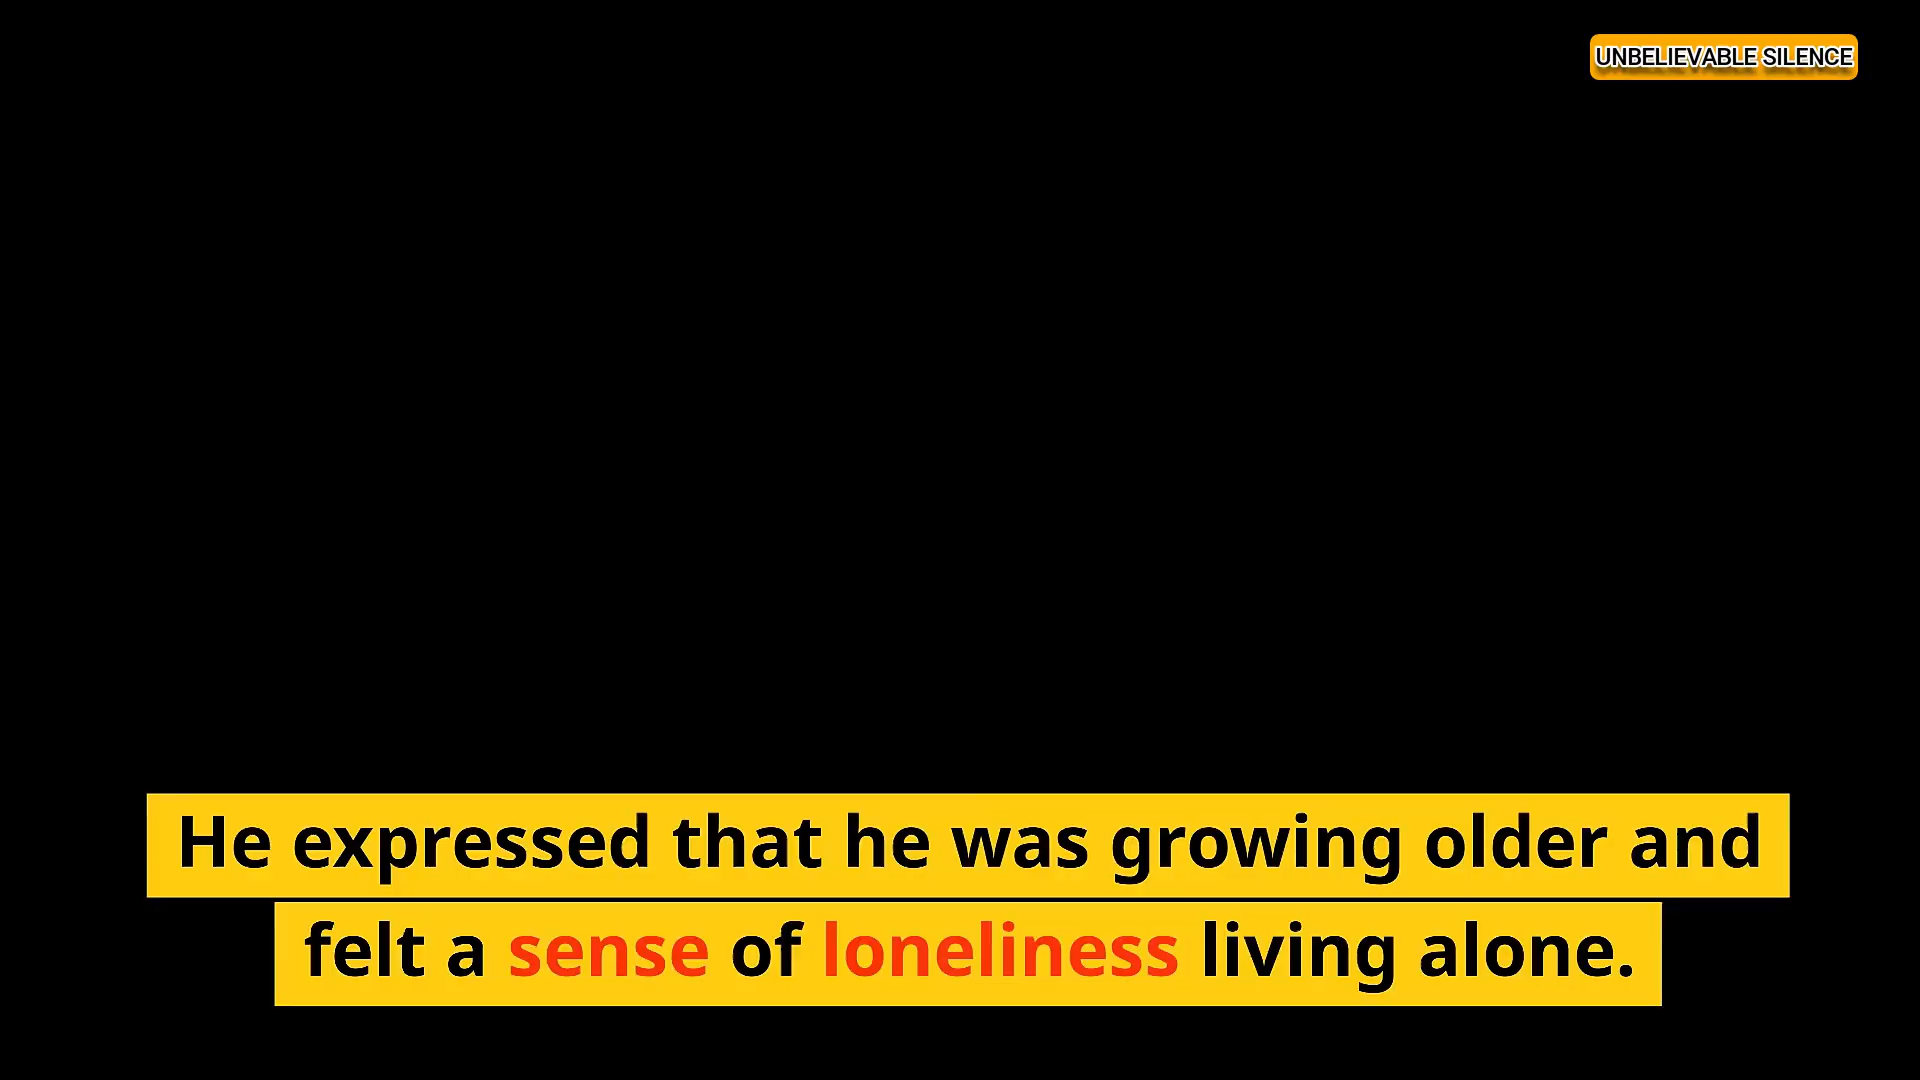 UNBELIEVABLE SILENCE
He expressed that he was growing older and
felt a sense of loneliness living alone.